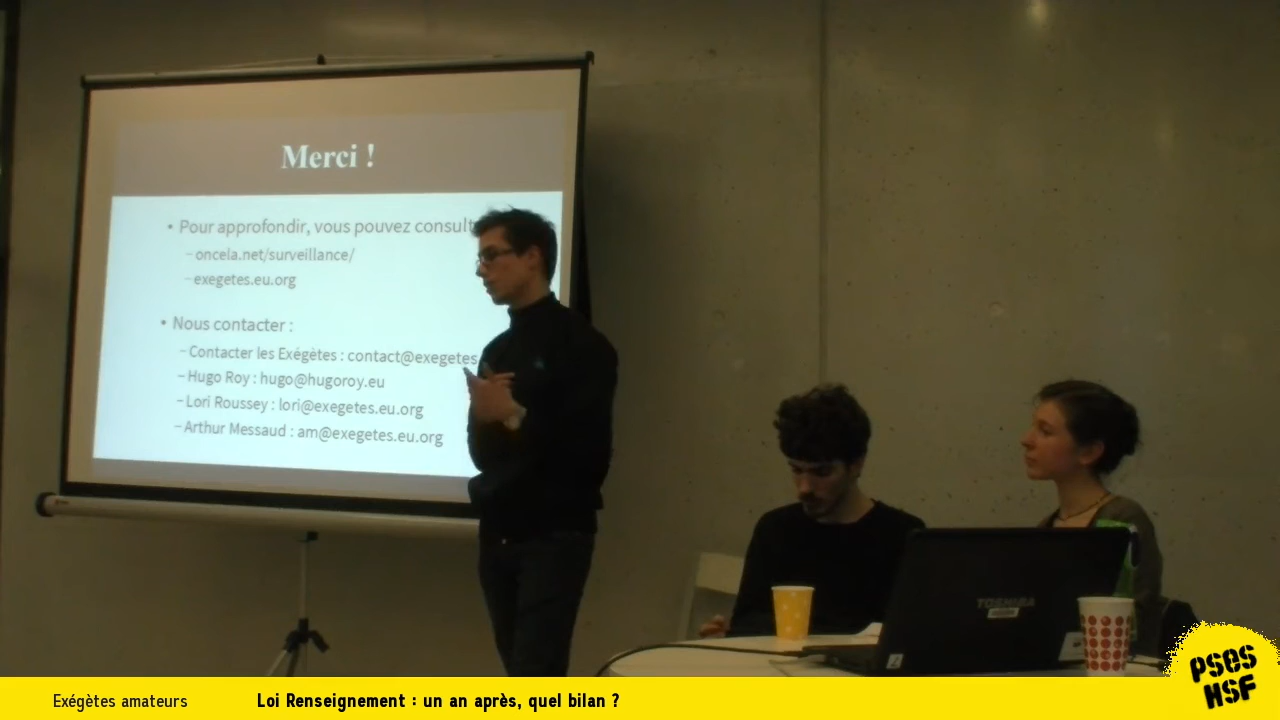 Merci !
• Pour approfondir, vous pouvez consult
– oncela.net/surveillance/
– exegetes.eu.org
• Nous contacter :
– Contacter les Exégètes : contact@exegetes
– Hugo Roy : hugo@hugoroy.eu
– Lori Roussey : lori@exegetes.eu.org
– Arthur Messaud : am@exegetes.eu.org
TOSHIBA
Exégètes amateurs
Loi Renseignement : un an après, quel bilan ?
PSES
HSF